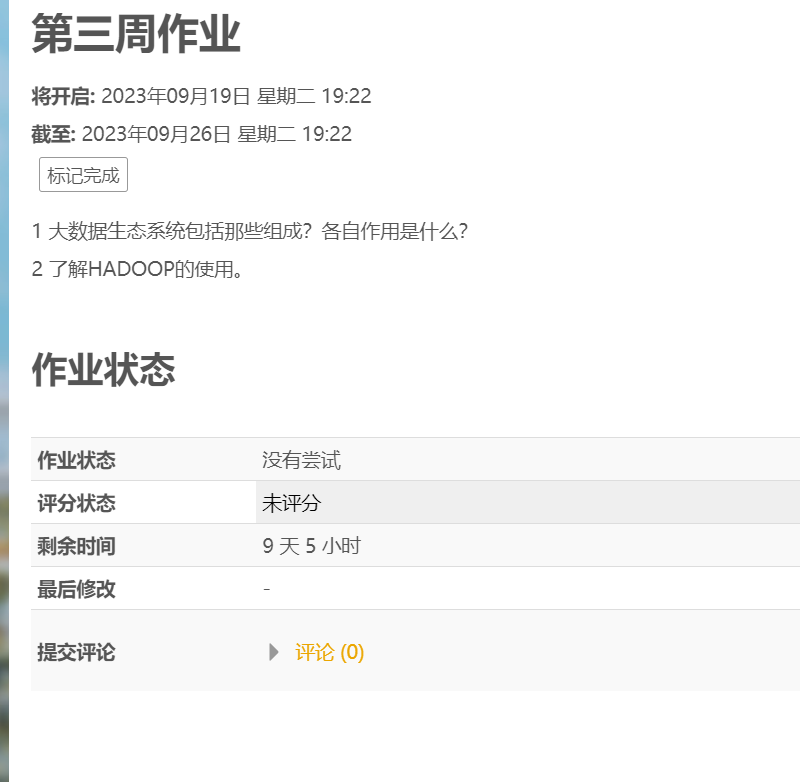 第三周作业
将开启: 2023年09月19日 星期二 19:22
截至: 2023年09月26日 星期二 19:22
标记完成
1 大数据生态系统包括那些组成？各自作用是什么？
2 了解HADOOP的使用。
作业状态
作业状态 没有尝试
评分状态 未评分
剩余时间 9 天 5 小时
最后修改 -
提交评论 评论 (0)